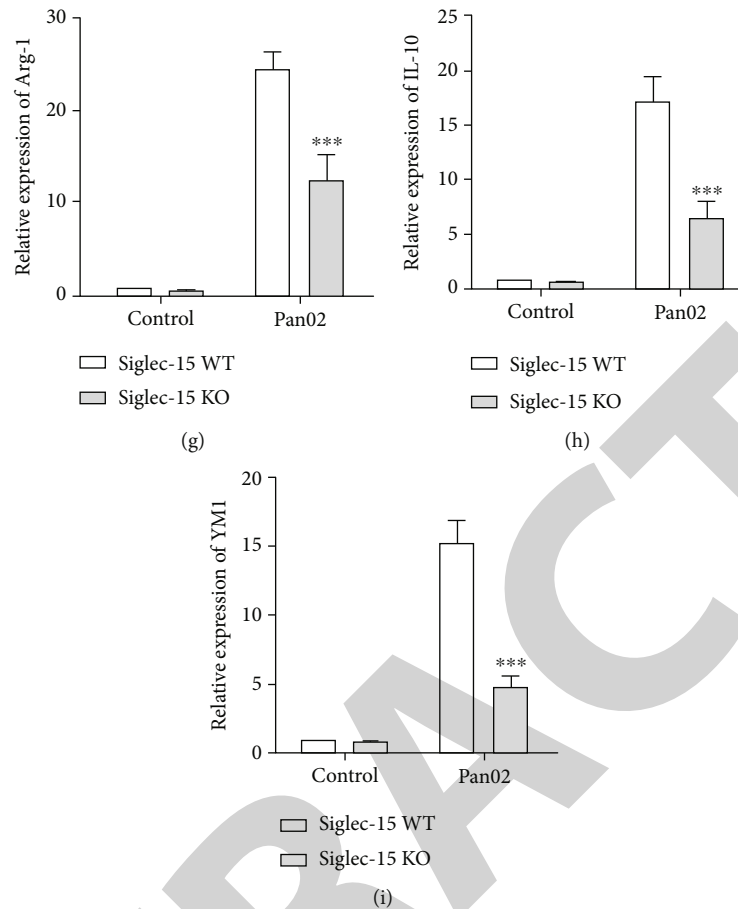 Relative expression of Arg-1
30
20
10
0
***
Control
Pan02
Siglec-15 WT
Siglec-15 KO
(g)
Relative expression of IL-10
25
20
15
10
5
0
***
Control
Pan02
Siglec-15 WT
Siglec-15 KO
(h)
Relative expression of YM1
20
15
10
5
0
***
Control
Pan02
Siglec-15 WT
Siglec-15 KO
(i)
RACT